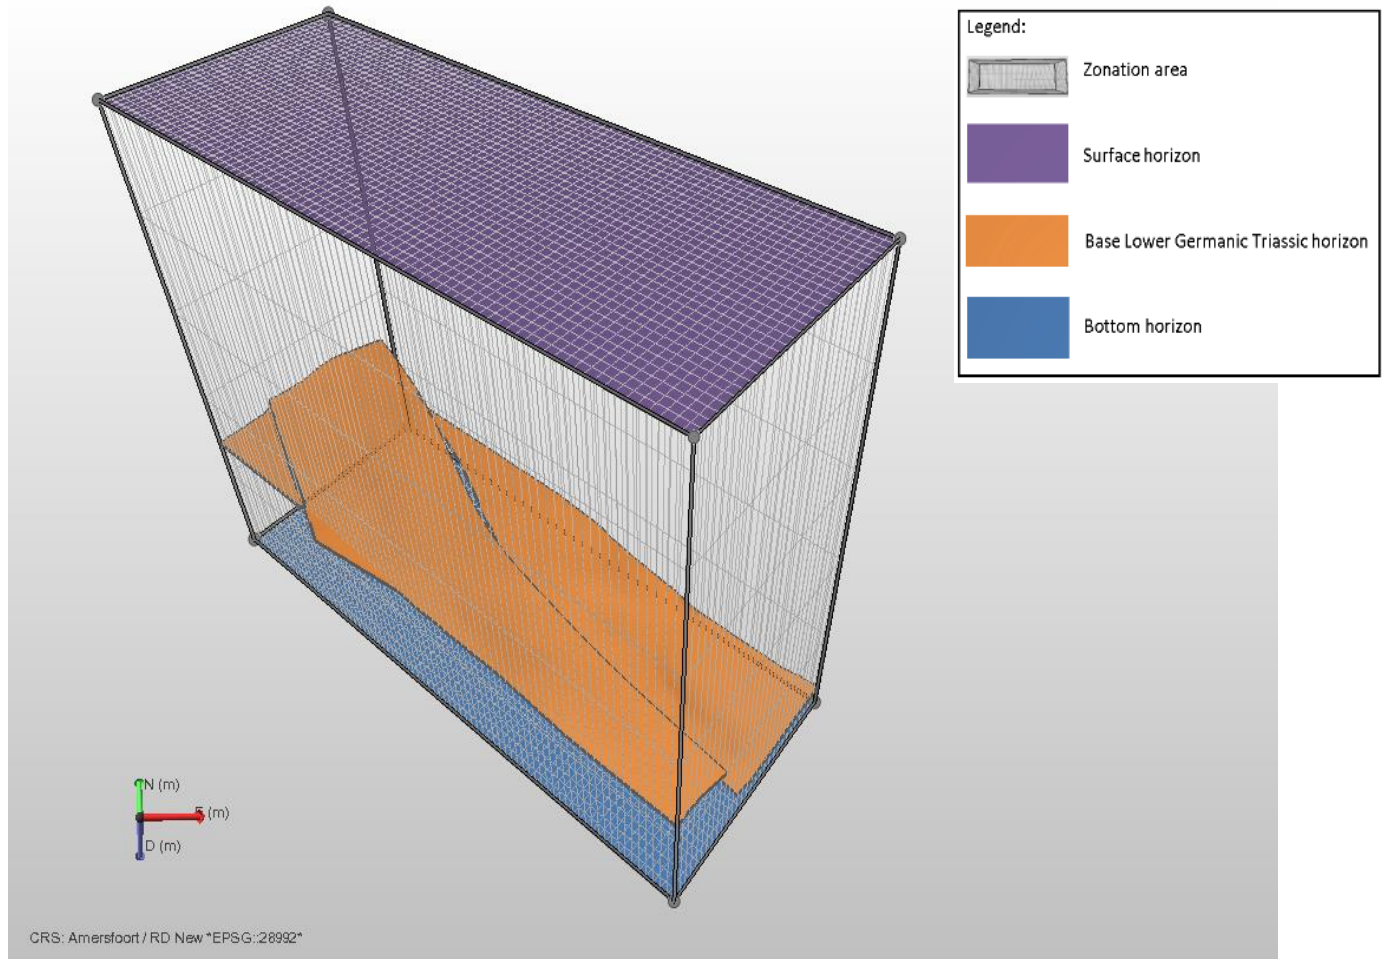 Legend:
Zonation area
Surface horizon
Base Lower Germanic Triassic horizon
Bottom horizon
N (m)
E (m)
D (m)
CRS: Amersfoort / RD New *EPSG::28992*